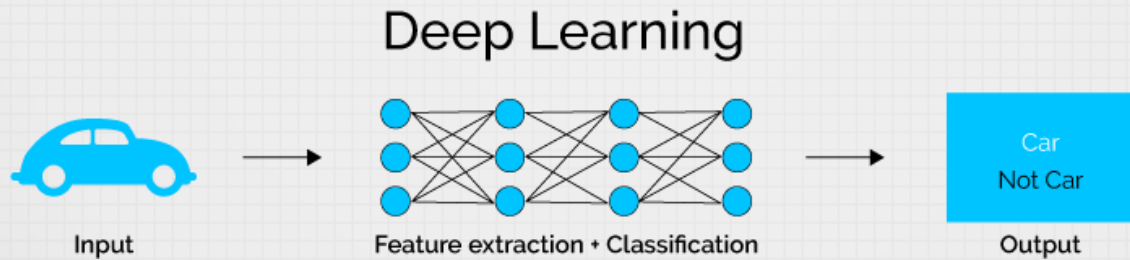 Deep Learning
Car
Not Car
Input
Feature extraction + Classification
Output